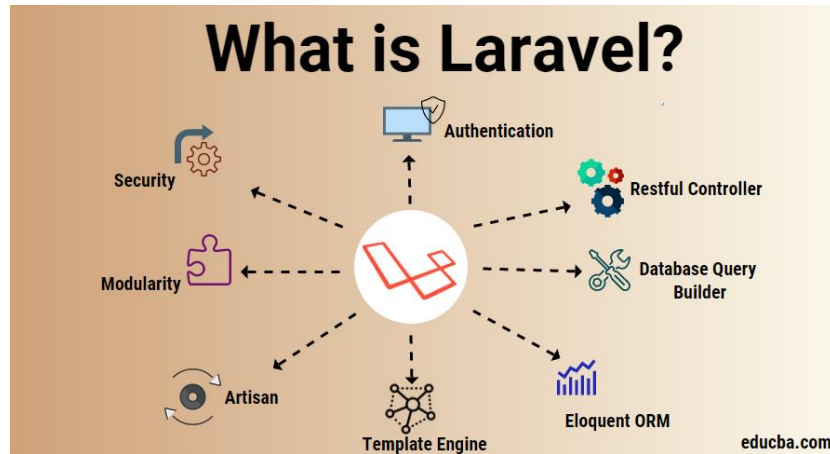 What is Laravel?
Authentication
Security
Restful Controller
Modularity
Database Query
Builder
Artisan
Template Engine
Eloquent ORM
educba.com